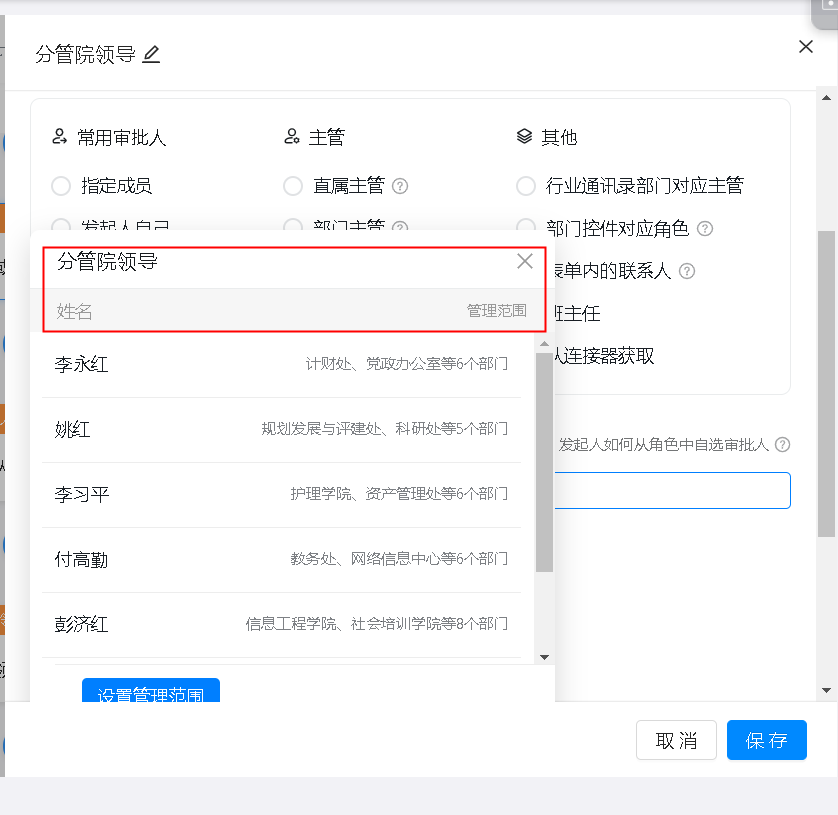 分管院领导
常用审批人
主管
其他
指定成员
直属主管
行业通讯录部门对应主管
发起人自己
部门主管
部门控件对应角色
分管院领导
表单内的联系人
姓名
管理范围
班主任
李永红
计财处、党政办公室等6个部门
从连接器获取
姚红
规划发展与评建处、科研处等5个部门
发起人如何从角色中自选审批人
李习平
护理学院、资产管理处等6个部门
付高勤
教务处、网络信息中心等6个部门
彭济红
信息工程学院、社会培训学院等8个部门
设置管理范围
取消
保存